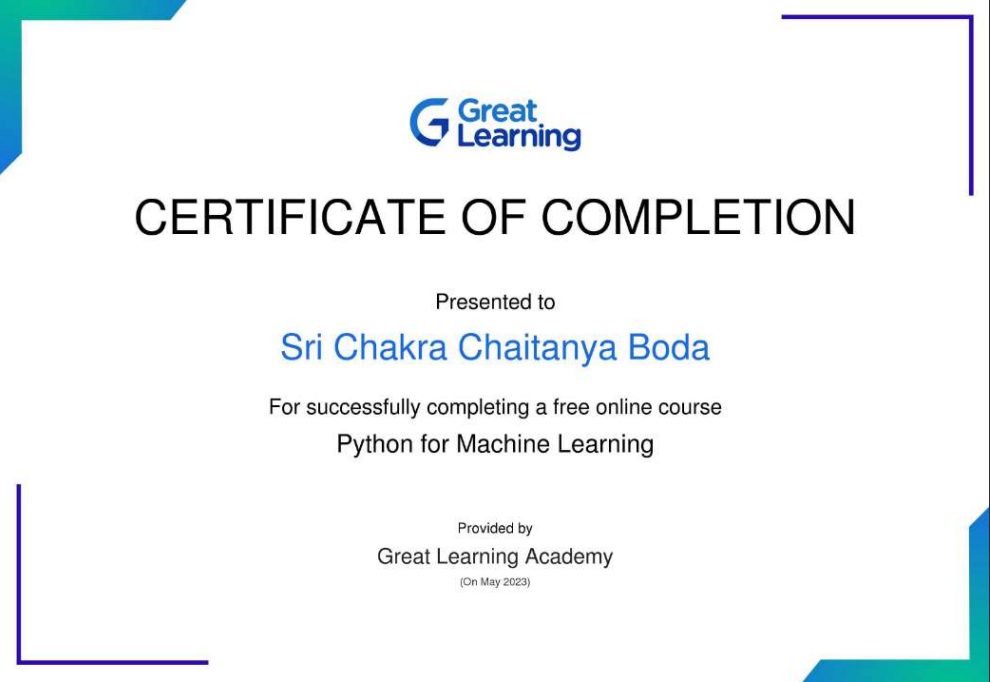 Great
Learning
CERTIFICATE OF COMPLETION
Presented to
Sri Chakra Chaitanya Boda
For successfully completing a free online course
Python for Machine Learning
Provided by
Great Learning Academy
(On May 2023)